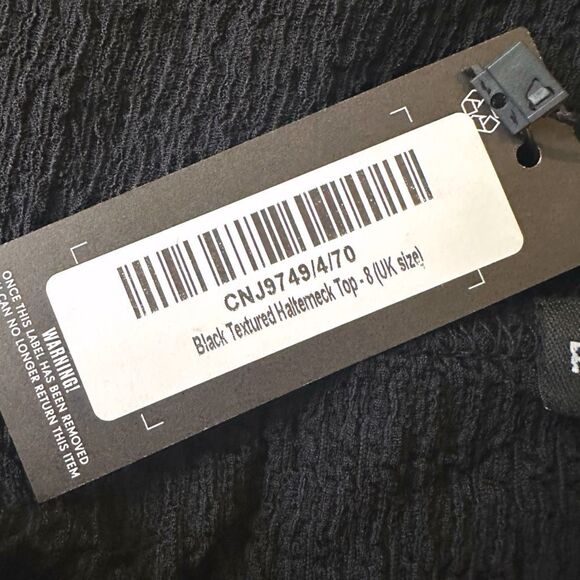 CNJ9749/4/70
Black Textured Halterneck Top - 8 (UK size)
WARNING!
ONCE THIS LABEL HAS BEEN REMOVED
CAN NO LONGER RETURN THIS ITEM